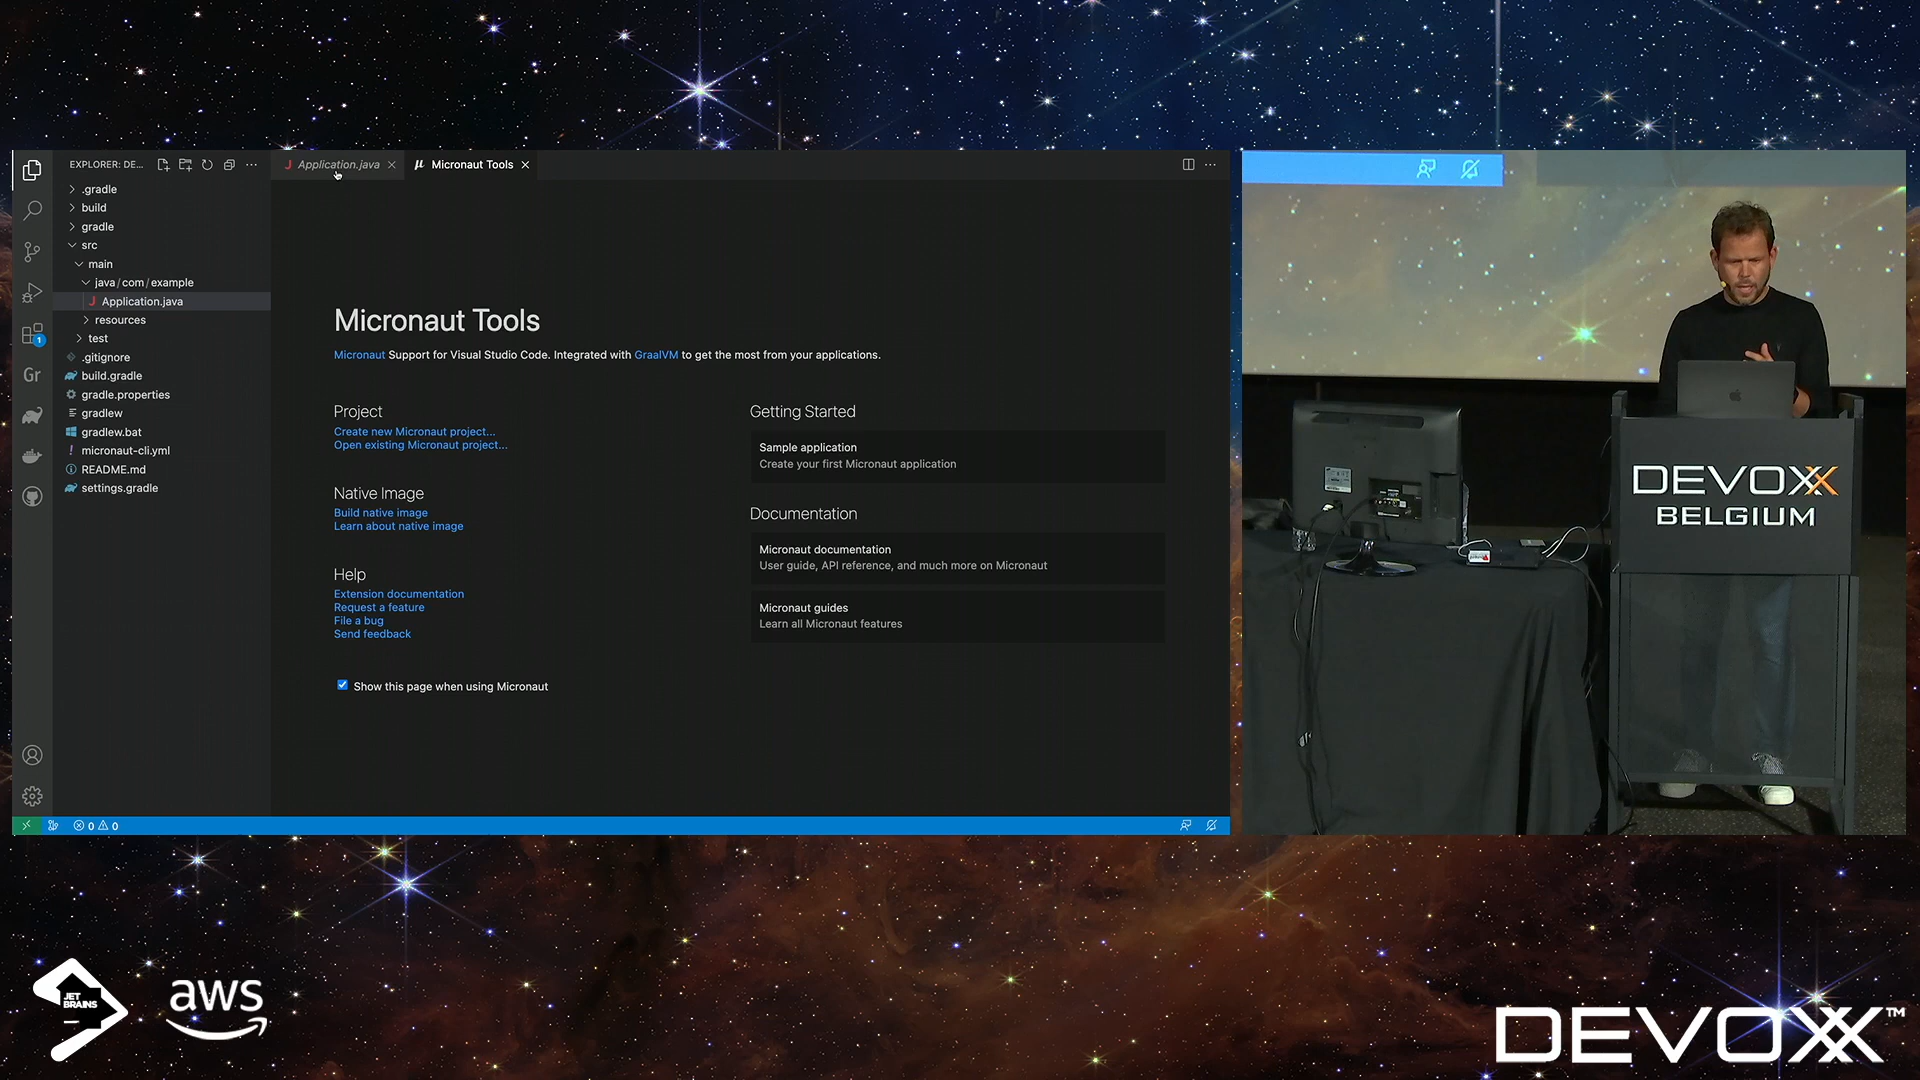 EXPLORER: DE...
.gradle
build
gradle
src
main
java/com/example
J Application.java
resources
test
.gitignore
build.gradle
gradle.properties
gradlew
gradlew.bat
! micronaut-cli.yml
README.md
settings.gradle
1
Gr
J Application.java
μ Micronaut Tools
Micronaut Tools
Micronaut Support for Visual Studio Code. Integrated with GraalVM to get the most from your applications.
Project
Create new Micronaut project...
Open existing Micronaut project...
Native Image
Build native image
Learn about native image
Help
Extension documentation
Request a feature
File a bug
Send feedback
Show this page when using Micronaut
Getting Started
Sample application
Create your first Micronaut application
Documentation
Micronaut documentation
User guide, API reference, and much more on Micronaut
Micronaut guides
Learn all Micronaut features
0 0
DEVOXX
BELGIUM
JET
BRAINS
aws
DEVOXX™